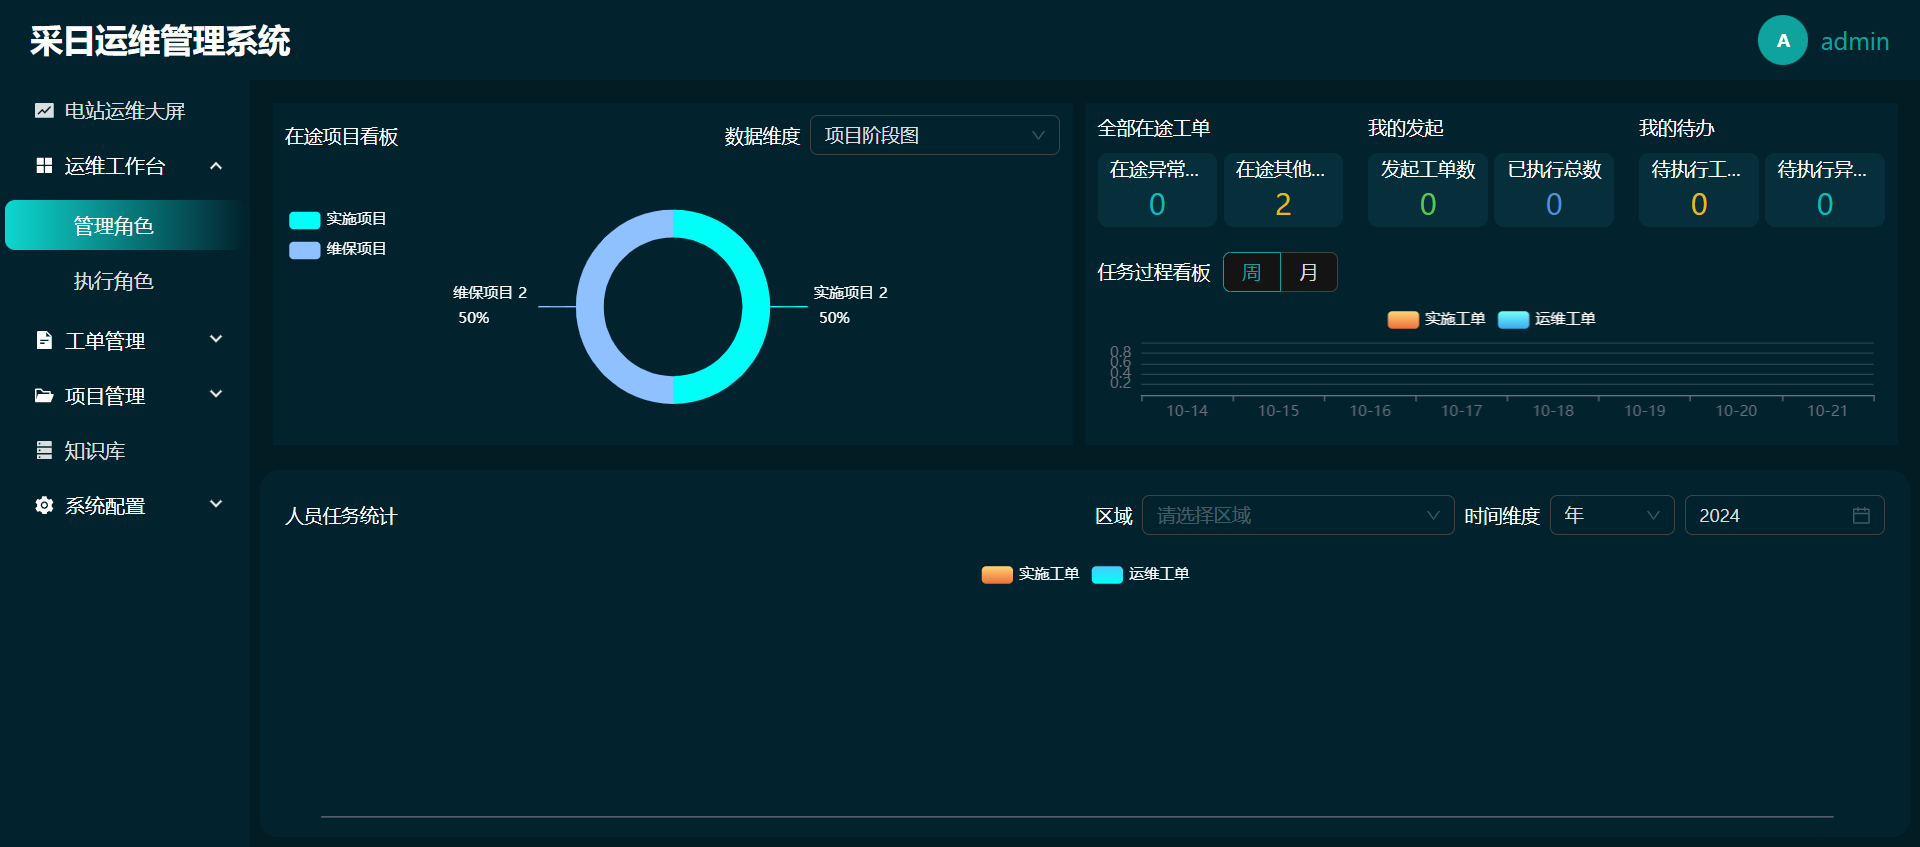 采日运维管理系统
A admin
电站运维大屏
运维工作台
管理角色
执行角色
工单管理
项目管理
知识库
系统配置
在途项目看板 数据维度 项目阶段图
实施项目
维保项目
维保项目 2
50%
实施项目 2
50%
全部在途工单 我的发起 我的待办
在途异常... 在途其他... 发起工单数 已执行总数 待执行工... 待执行异...
0 2 0 0 0 0
任务过程看板 周 月
实施工单 运维工单
0.8
0.6
0.4
0.2
10-14 10-15 10-16 10-17 10-18 10-19 10-20 10-21
人员任务统计 区域 请选择区域 时间维度 年 2024
实施工单 运维工单